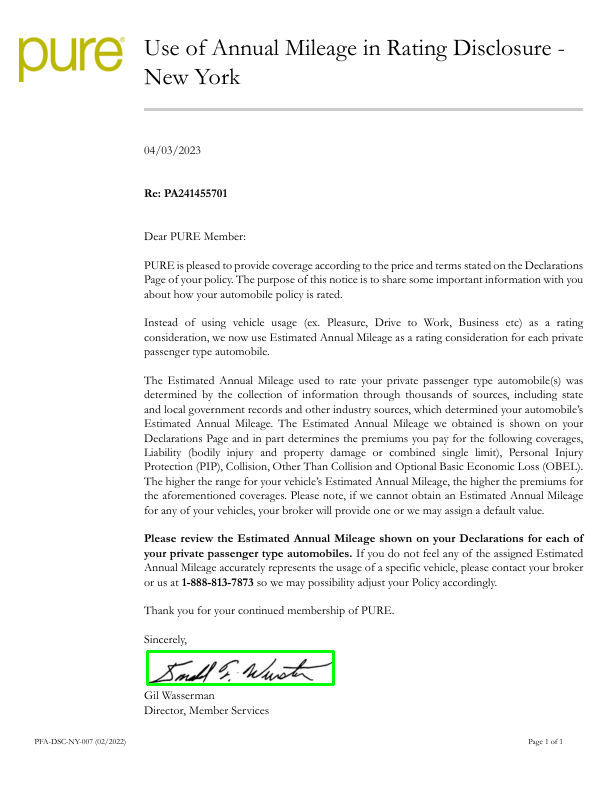 pure®
Use of Annual Mileage in Rating Disclosure -
New York
04/03/2023
Re: PA241455701
Dear PURE Member:
PURE is pleased to provide coverage according to the price and terms stated on the Declarations
Page of your policy. The purpose of this notice is to share some important information with you
about how your automobile policy is rated.
Instead of using vehicle usage (ex. Pleasure, Drive to Work, Business etc) as a rating
consideration, we now use Estimated Annual Mileage as a rating consideration for each private
passenger type automobile.
The Estimated Annual Mileage used to rate your private passenger type automobile(s) was
determined by the collection of information through thousands of sources, including state
and local government records and other industry sources, which determined your automobile's
Estimated Annual Mileage. The Estimated Annual Mileage we obtained is shown on your
Declarations Page and in part determines the premiums you pay for the following coverages,
Liability (bodily injury and property damage or combined single limit), Personal Injury
Protection (PIP), Collision, Other Than Collision and Optional Basic Economic Loss (OBEL).
The higher the range for your vehicle's Estimated Annual Mileage, the higher the premiums for
the aforementioned coverages. Please note, if we cannot obtain an Estimated Annual Mileage
for any of your vehicles, your broker will provide one or we may assign a default value.
Please review the Estimated Annual Mileage shown on your Declarations for each of
your private passenger type automobiles. If you do not feel any of the assigned Estimated
Annual Mileage accurately represents the usage of a specific vehicle, please contact your broker
or us at 1-888-813-7873 so we may possibility adjust your Policy accordingly.
Thank you for your continued membership of PURE.
Sincerely,
Gil Wasserman
Director, Member Services
PFA-DSC-NY-007 (02/2022)
Page 1 of 1